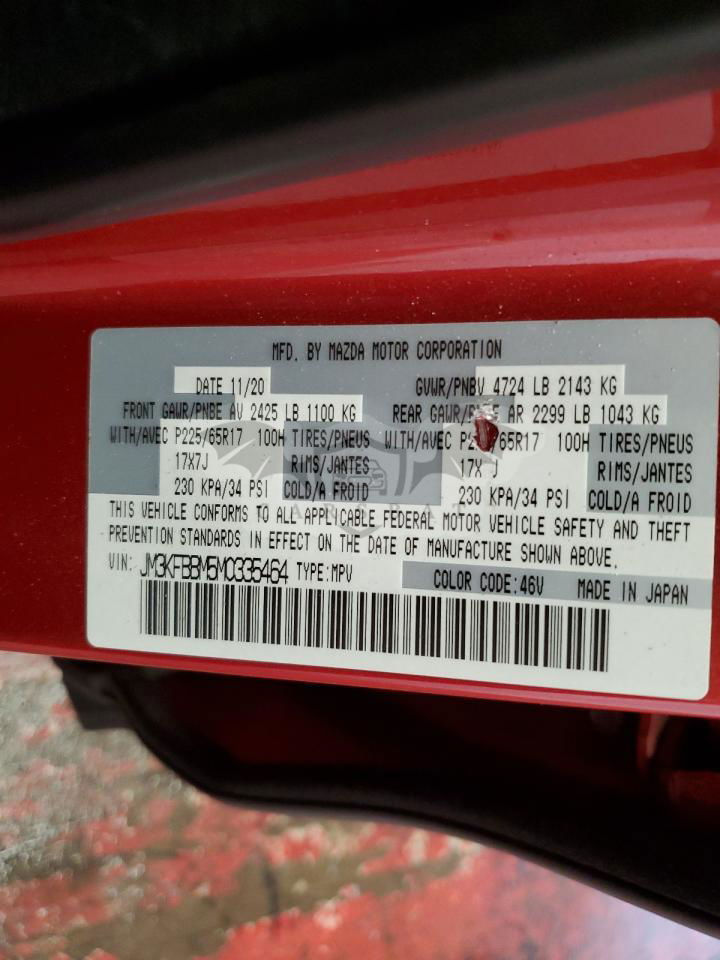 MFD. BY MAZDA MOTOR CORPORATION
DATE 11/20 GVWR/PNBV 4724 LB 2143 KG
FRONT GAWR/PNBE AV 2425 LB 1100 KG REAR GAWR/ AR 2299 LB 1043 KG
WITH/AVEC P225/65R17 100H TIRES/PNEUS WITH/AVEC 65R17 100H TIRES/PNEUS
17X7J RIMS/JANTES 17X J RIMS/JANTES
230 KPA/34 PSI COLD/A FROID 230 KPA/34 PSI COLD/A FROID
THIS VEHICLE CONFORMS TO ALL APPLICABLE FEDERAL MOTOR VEHICLE SAFETY AND THEFT
PREVENTION STANDARDS IN EFFECT ON THE DATE OF MANUFACTURE SHOWN ABOVE.
VIN: JM3KFBBM5M0335464 TYPE:MPV COLOR CODE:46V MADE IN JAPAN